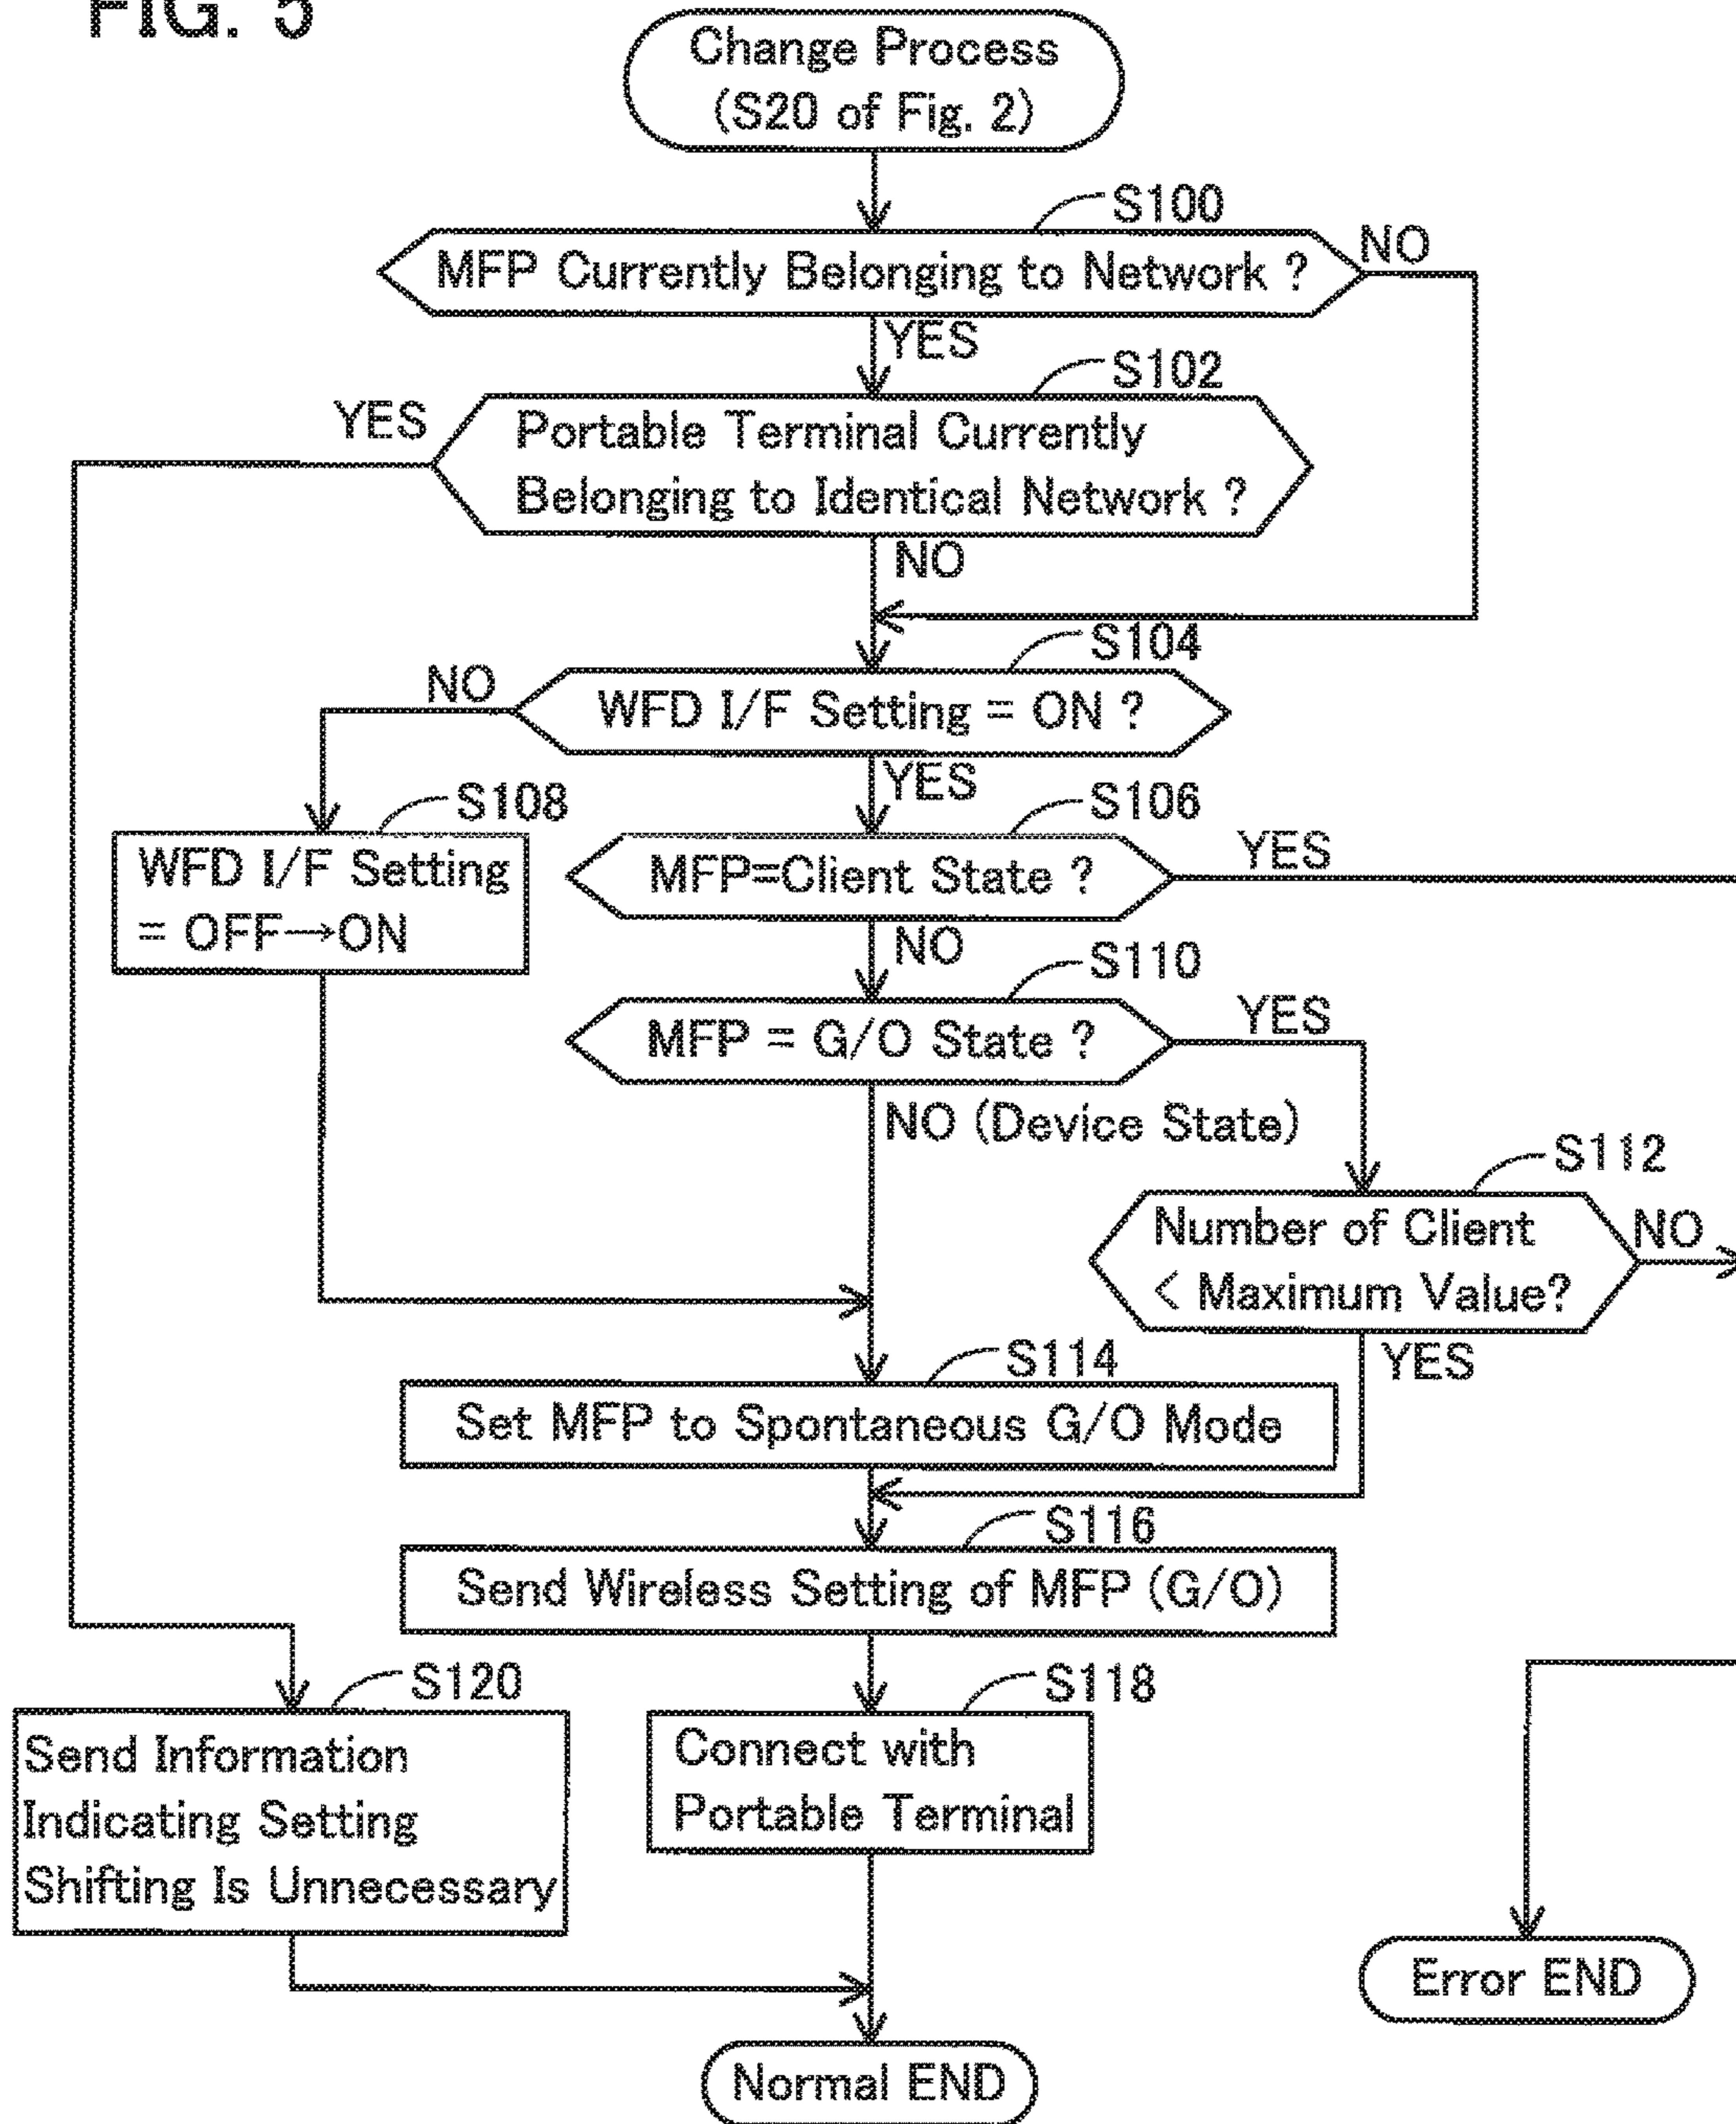 FIG. 5
Change Process
(S20 of Fig. 2)
S100
MFP Currently Belonging to Network ?
NO
YES
S102
YES
Portable Terminal Currently
Belonging to Identical Network ?
NO
S104
NO
WFD I/F Setting = ON ?
YES
S108
S106
WFD I/F Setting
= OFF→ON
MFP=Client State ?
YES
NO
S110
MFP = G/O State ?
YES
NO (Device State)
S112
Number of Client
< Maximum Value?
NO
YES
S114
Set MFP to Spontaneous G/O Mode
S116
Send Wireless Setting of MFP (G/O)
S120
S118
Send Information
Indicating Setting
Shifting Is Unnecessary
Connect with
Portable Terminal
Error END
Normal END